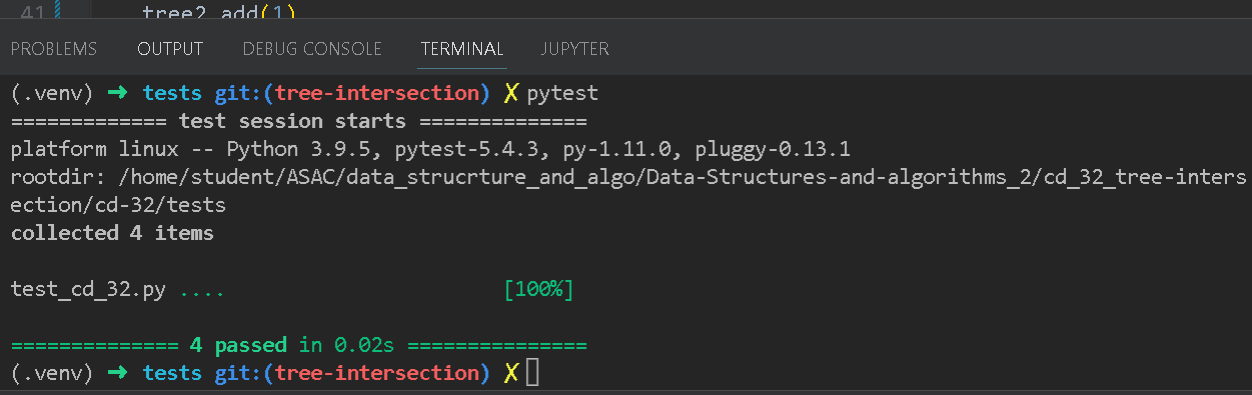 41 tree2 add(1)
PROBLEMS OUTPUT DEBUG CONSOLE TERMINAL JUPYTER
(.venv) ➜ tests git:(tree-intersection) ✗ pytest
============= test session starts ==============
platform linux -- Python 3.9.5, pytest-5.4.3, py-1.11.0, pluggy-0.13.1
rootdir: /home/student/ASAC/data_strucrture_and_algo/Data-Structures-and-algorithms_2/cd_32_tree-inters
ection/cd-32/tests
collected 4 items
test_cd_32.py .... [100%]
============== 4 passed in 0.02s ===============
(.venv) ➜ tests git:(tree-intersection) ✗